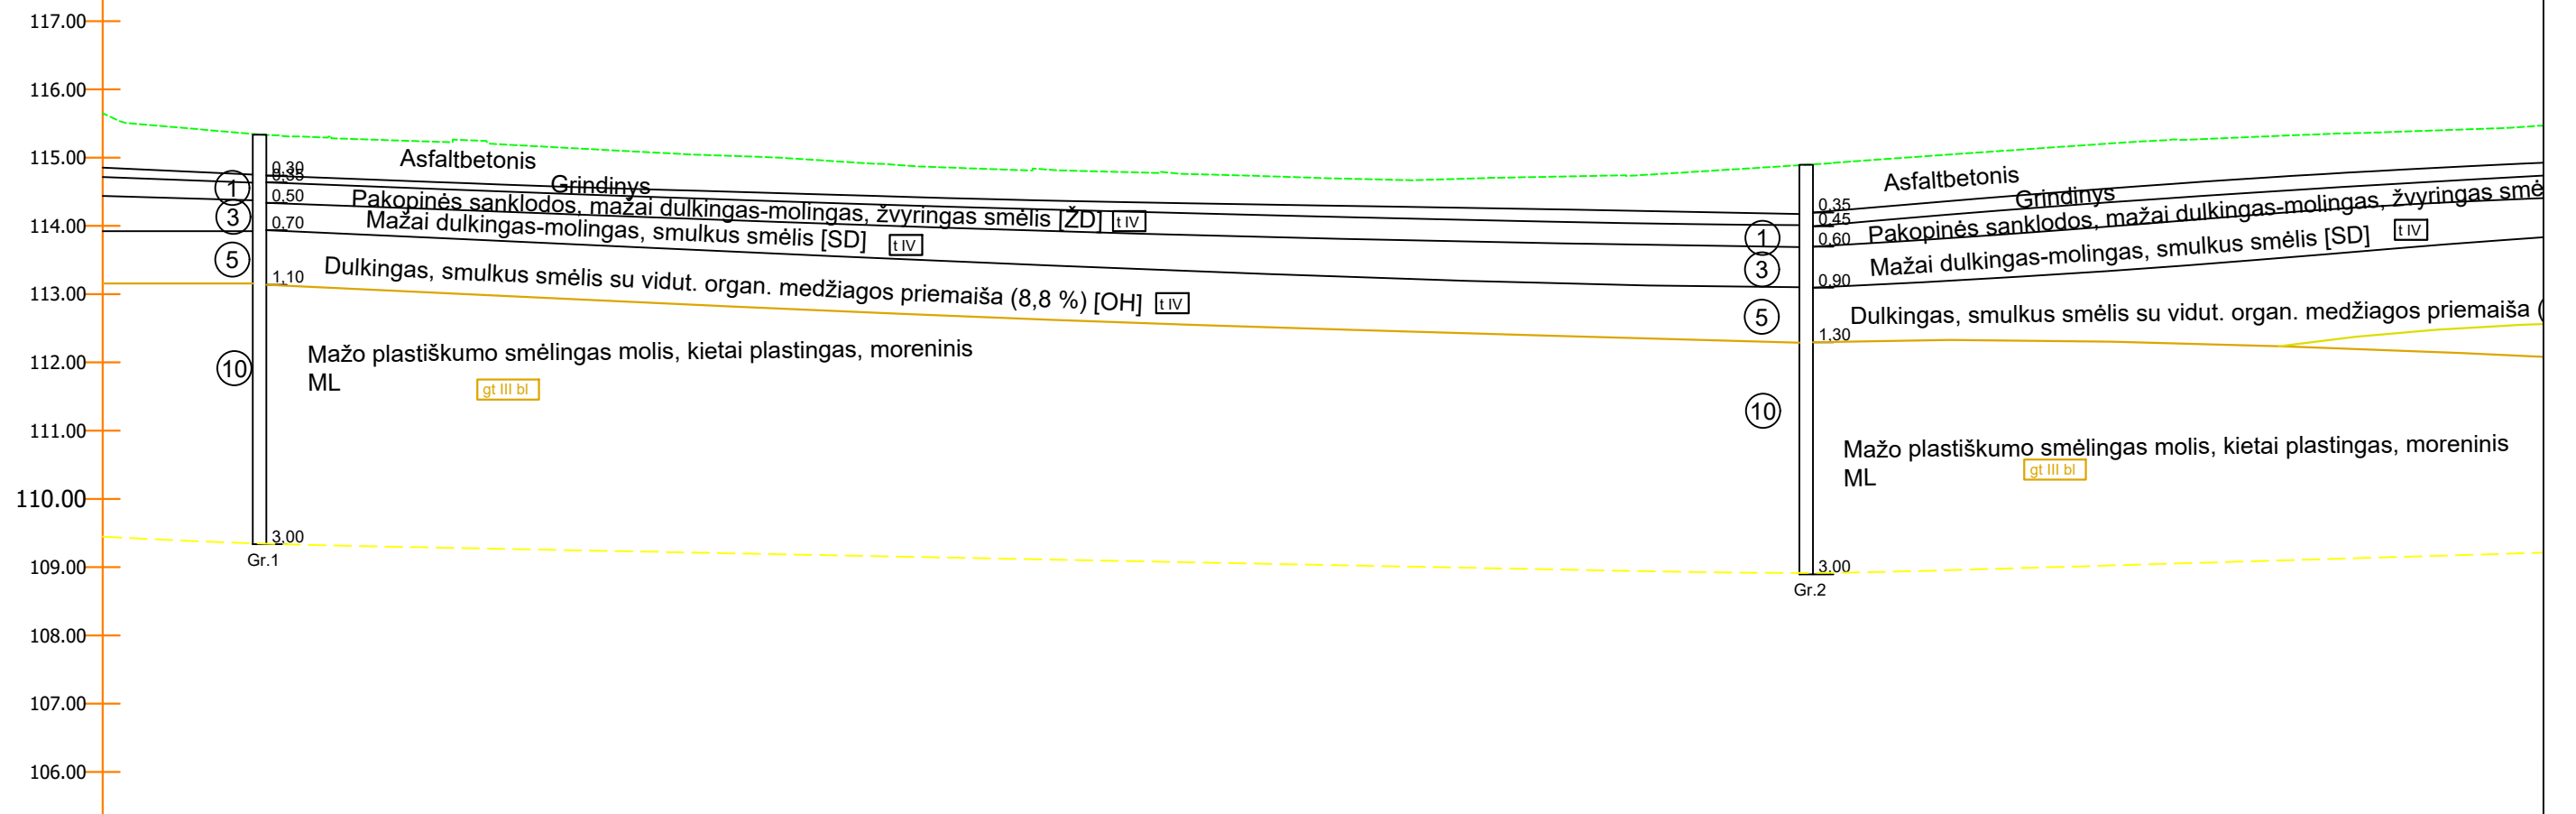 117.00
116.00
115.00
114.00
113.00
112.00
111.00
110.00
109.00
108.00
107.00
106.00
0,30
0,35
0,50
0,70
1,10
3,00
1
3
5
10
Gr.1
Asfaltbetonis
Grindinys
Pakopinės sanklodos, mažai dulkingas-molingas, žvyringas smėlis [ŽD] t IV
Mažai dulkingas-molingas, smulkus smėlis [SD] t IV
Dulkingas, smulkus smėlis su vidut. organ. medžiagos priemaiša (8,8 %) [OH] t IV
Mažo plastiškumo smėlingas molis, kietai plastingas, moreninis
ML
gt III bl
1
3
5
10
0,35
0,45
0,60
0,90
1,30
3,00
Gr.2
Asfaltbetonis
Grindinys
Pakopinės sanklodos, mažai dulkingas-molingas, žvyringas smė
Mažai dulkingas-molingas, smulkus smėlis [SD] t IV
Dulkingas, smulkus smėlis su vidut. organ. medžiagos priemaiša (
Mažo plastiškumo smėlingas molis, kietai plastingas, moreninis
ML
gt III bl